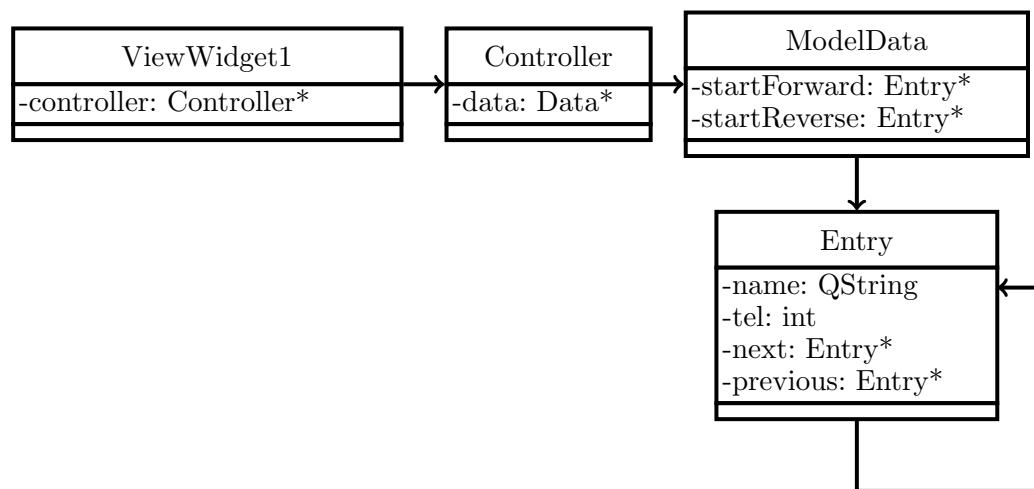 ViewWidget1
-controller: Controller*
Controller
-data: Data*
ModelData
-startForward: Entry*
-startReverse: Entry*
Entry
-name: QString
-tel: int
-next: Entry*
-previous: Entry*